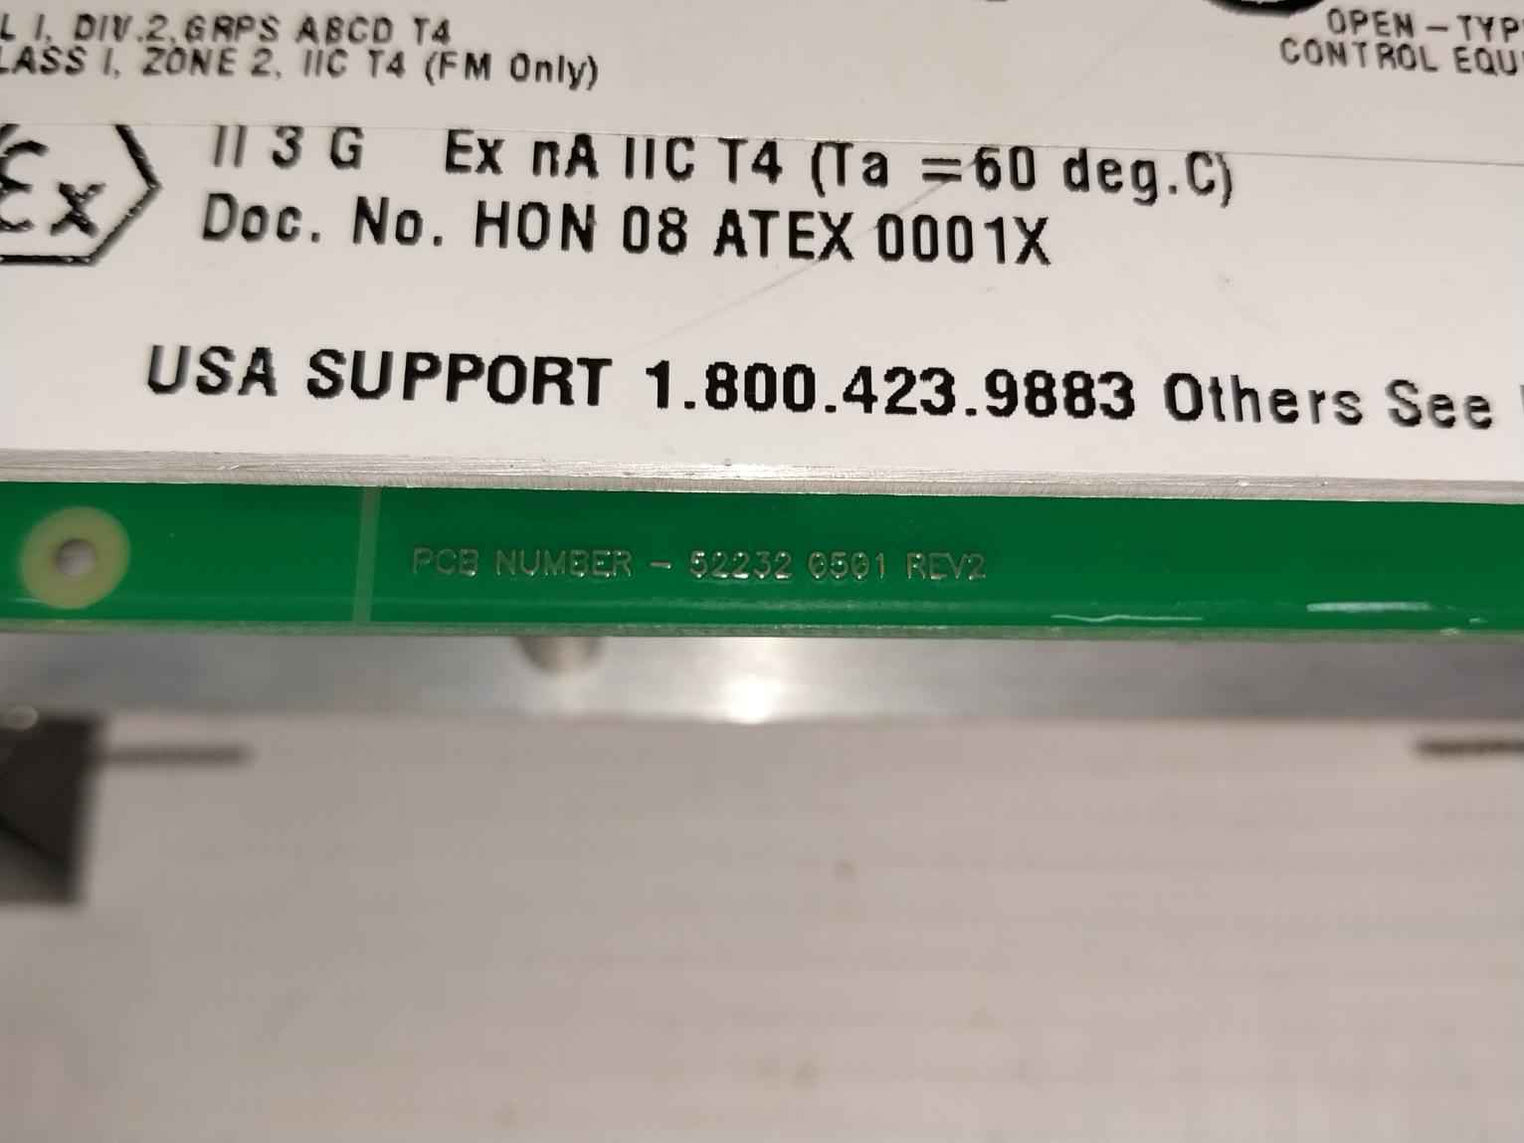 L I, DIV.2, GRPS ABCD T4
LASS I, ZONE 2, IIC T4 (FM Only)
OPEN-TYP
CONTROL EQU
Ex
II 3 G Ex nA IIC T4 (Ta =60 deg.C)
Doc. No. HON 08 ATEX 0001X
USA SUPPORT 1.800.423.9883 Others See
PCB NUMBER - 52232 0501 REV2